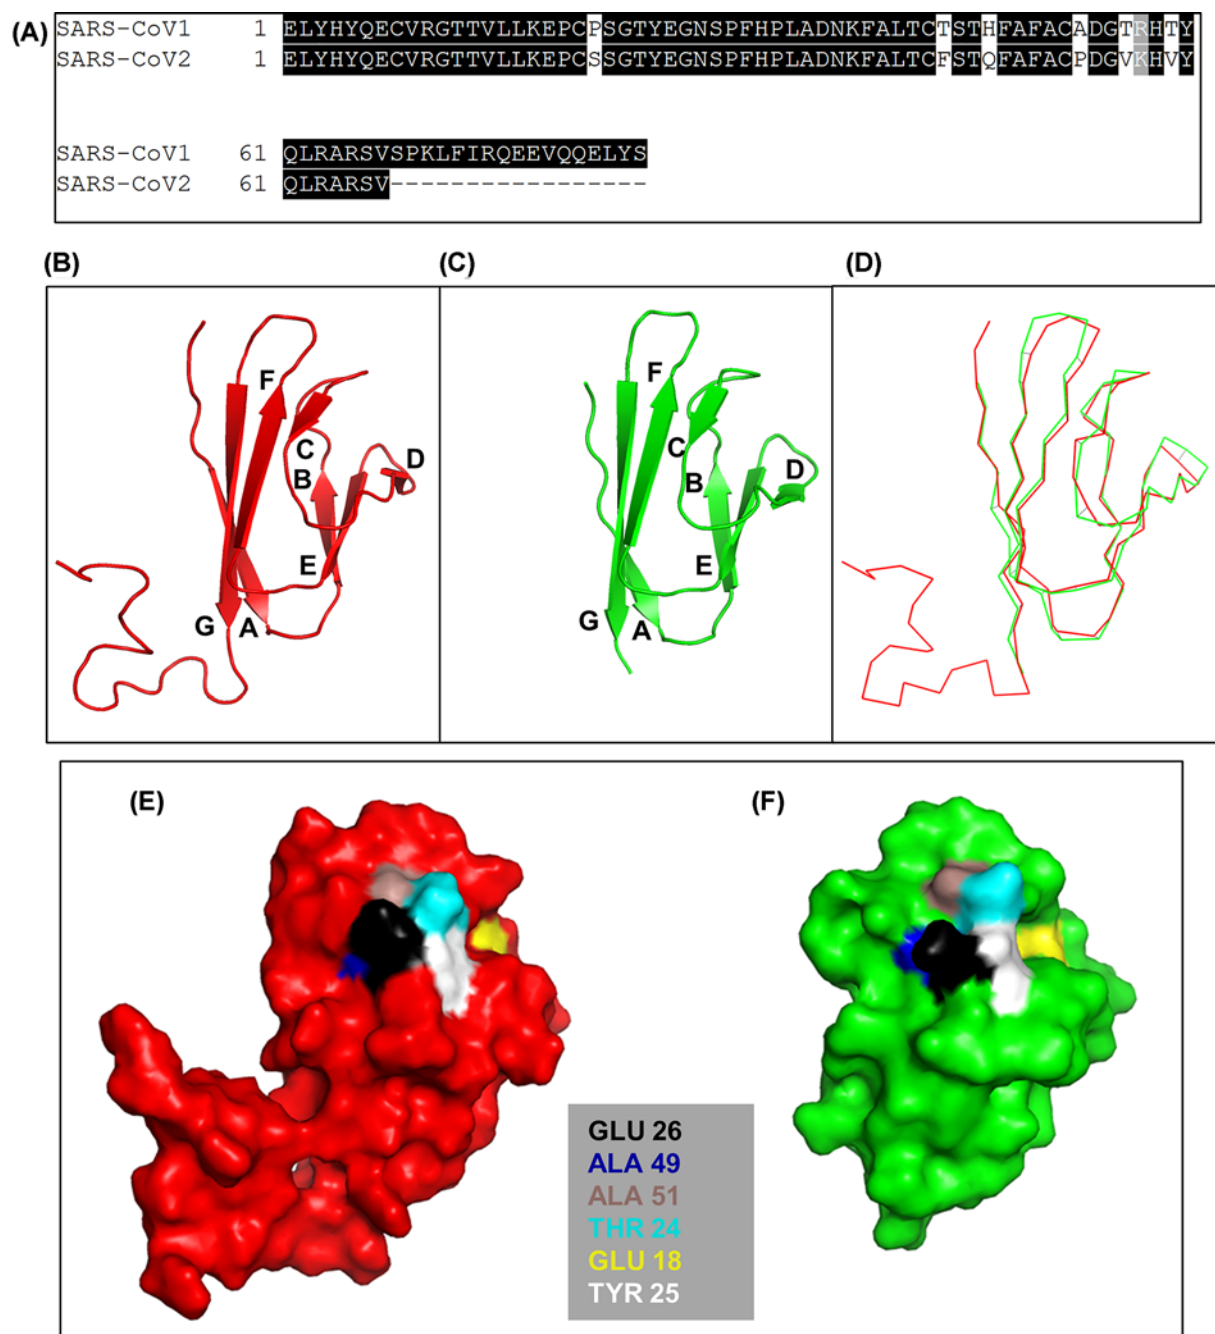 (A)
SARS-CoV1 1 ELYHYQECVRGTTVLLKEPCPSGTYEGNSPFHPLADNKFALTCTSTHFAFACADGTRHTY
SARS-CoV2 1 ELYHYQECVRGTTVLLKEPCSSGTYEGNSPFHPLADNKFALTCFSTQFAFACPDGVKHVY
SARS-CoV1 61 QLRARSVSPKLFIRQEEVQQELYS
SARS-CoV2 61 QLRARSV-----------------
(B)
(C)
(D)
F
C
B
D
E
G
A
F
C
B
D
E
G
A
(E)
(F)
GLU 26
ALA 49
ALA 51
THR 24
GLU 18
TYR 25